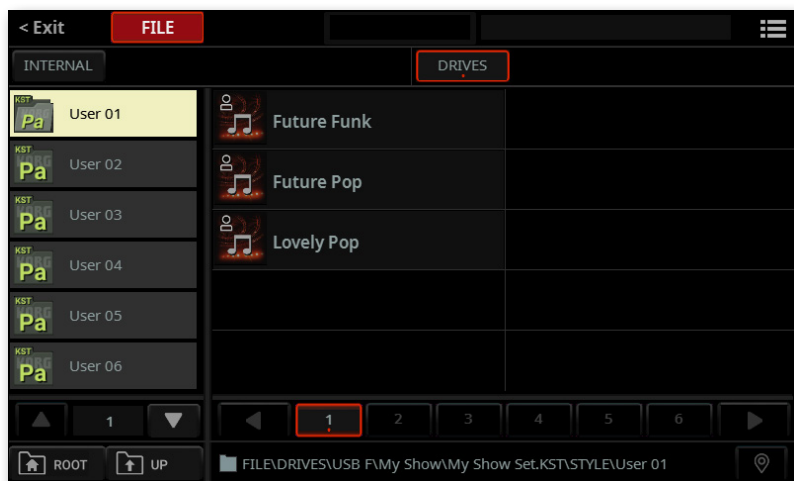 < Exit FILE
INTERNAL DRIVES
KST Pa User 01
KST Pa User 02
KST Pa User 03
KST Pa User 04
KST Pa User 05
KST Pa User 06
Future Funk
Future Pop
Lovely Pop
1 1 2 3 4 5 6
ROOT UP FILE\DRIVES\USB F\My Show\My Show Set.KST\STYLE\User 01